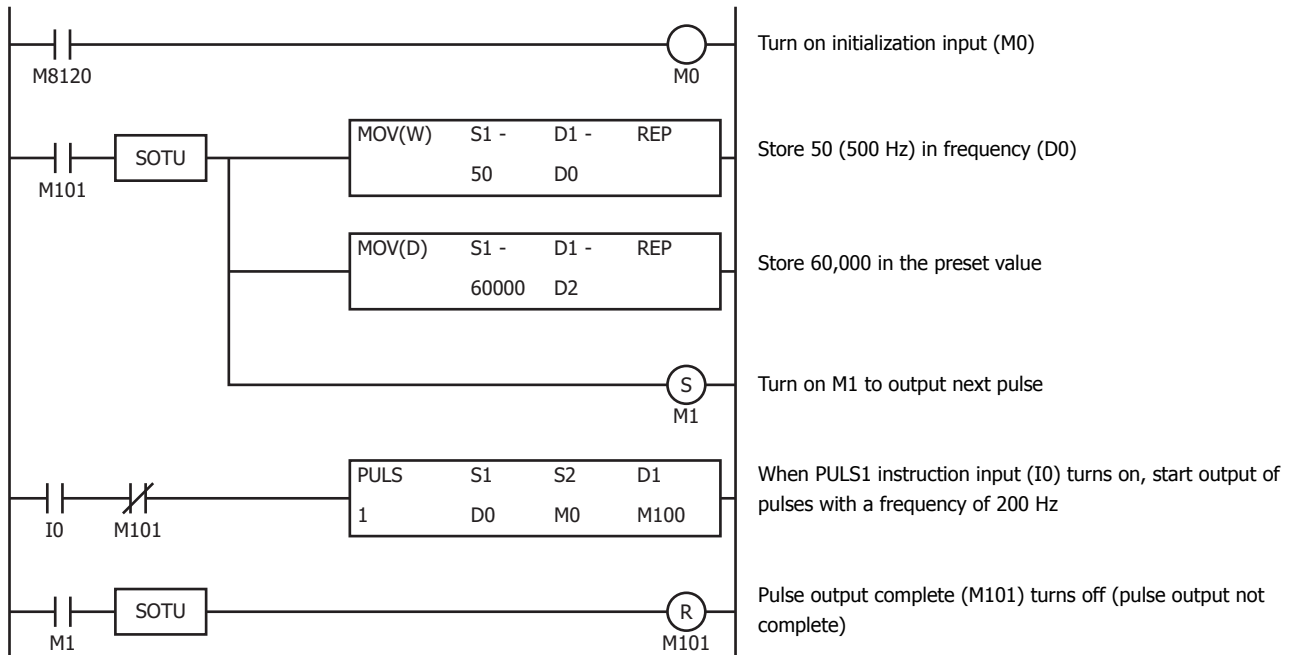 M8120
M0
Turn on initialization input (M0)
M101
SOTU
MOV(W) S1 - D1 - REP
50 D0
Store 50 (500 Hz) in frequency (D0)
MOV(D) S1 - D1 - REP
60000 D2
Store 60,000 in the preset value
S
M1
Turn on M1 to output next pulse
I0
M101
PULS S1 S2 D1
1 D0 M0 M100
When PULS1 instruction input (I0) turns on, start output of
pulses with a frequency of 200 Hz
M1
SOTU
R
M101
Pulse output complete (M101) turns off (pulse output not
complete)